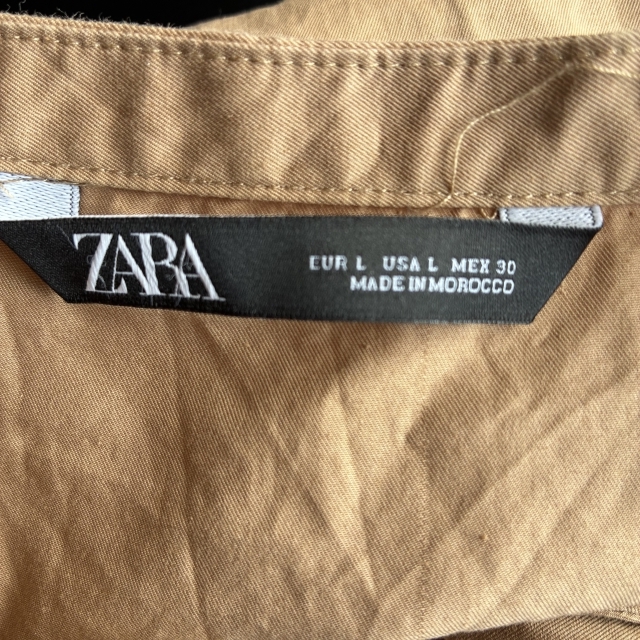 ZARA
EUR L USA L MEX 30
MADE IN MOROCCO